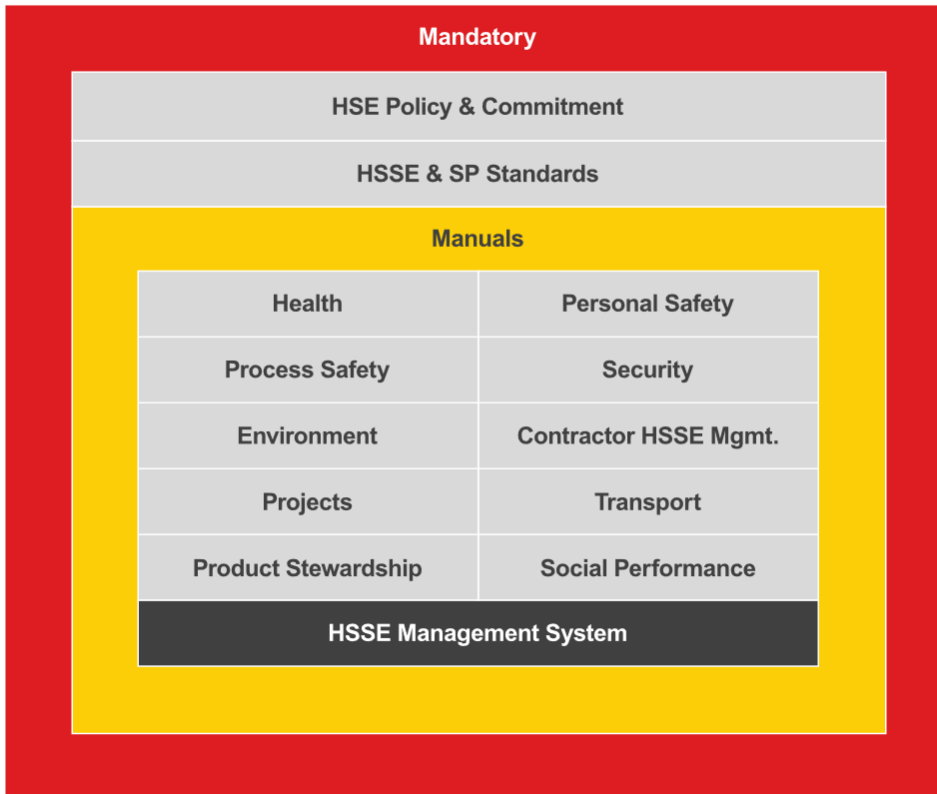 Mandatory
HSE Policy & Commitment
HSSE & SP Standards
Manuals
Health
Personal Safety
Process Safety
Security
Environment
Contractor HSSE Mgmt.
Projects
Transport
Product Stewardship
Social Performance
HSSE Management System